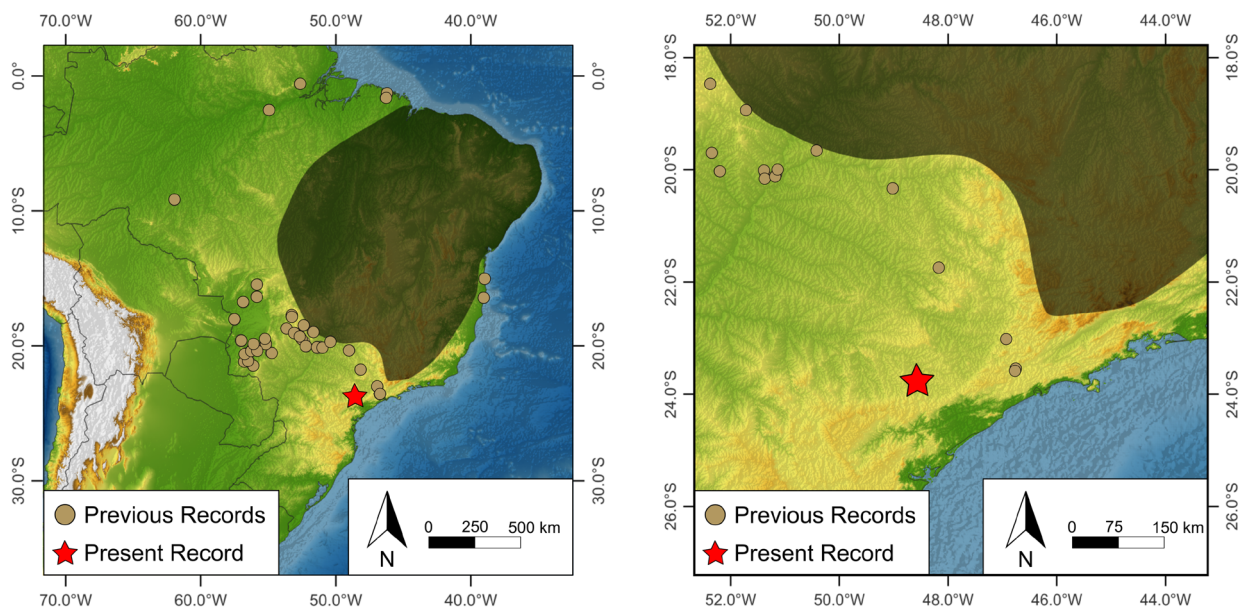 70.0°W 60.0°W 50.0°W 40.0°W
0.0°
10.0°S
20.0°S
30.0°S
0.0°
10.0°S
20.0°S
30.0°S
Previous Records
Present Record
N
0 250 500 km
70.0°W 60.0°W 50.0°W 40.0°W
52.0°W 50.0°W 48.0°W 46.0°W 44.0°W
18.0°S
20.0°S
22.0°S
24.0°S
26.0°S
18.0°S
20.0°S
22.0°S
24.0°S
26.0°S
Previous Records
Present Record
N
0 75 150 km
52.0°W 50.0°W 48.0°W 46.0°W 44.0°W